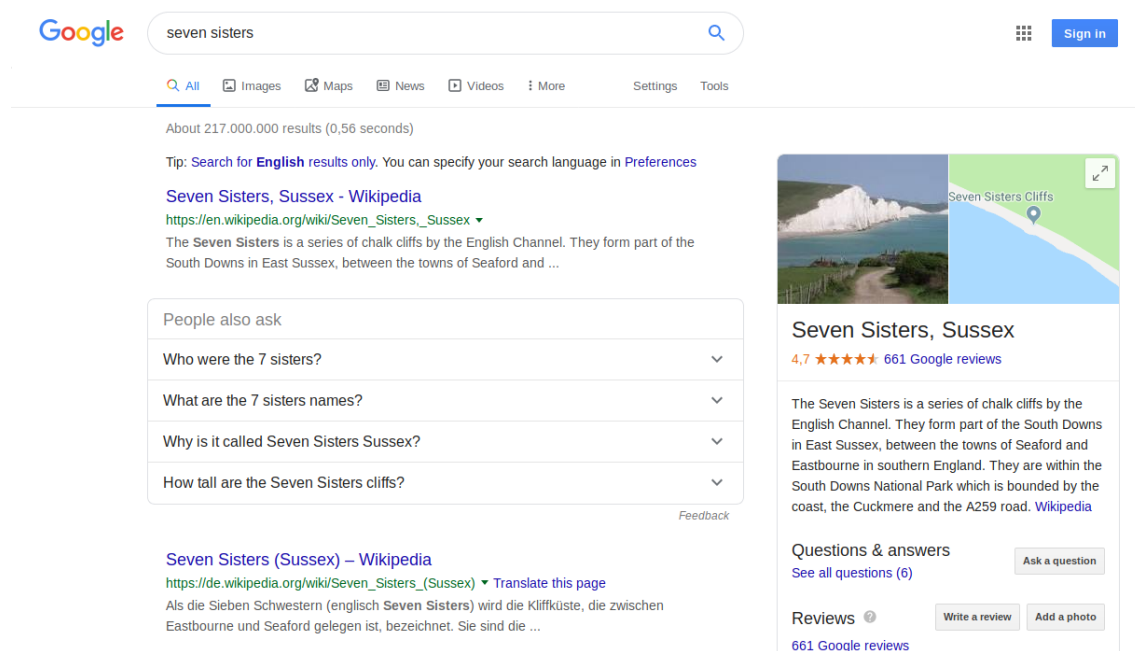 Google
seven sisters
Sign in
All Images Maps News Videos More Settings Tools
About 217.000.000 results (0,56 seconds)
Tip: Search for English results only. You can specify your search language in Preferences
Seven Sisters, Sussex - Wikipedia
https://en.wikipedia.org/wiki/Seven_Sisters,_Sussex
The Seven Sisters is a series of chalk cliffs by the English Channel. They form part of the
South Downs in East Sussex, between the towns of Seaford and ...
People also ask
Who were the 7 sisters?
What are the 7 sisters names?
Why is it called Seven Sisters Sussex?
How tall are the Seven Sisters cliffs?
Feedback
Seven Sisters (Sussex) – Wikipedia
https://de.wikipedia.org/wiki/Seven_Sisters_(Sussex) Translate this page
Als die Sieben Schwestern (englisch Seven Sisters) wird die Kliffküste, die zwischen
Eastbourne und Seaford gelegen ist, bezeichnet. Sie sind die ...
Seven Sisters Cliffs
Seven Sisters, Sussex
4,7 661 Google reviews
The Seven Sisters is a series of chalk cliffs by the
English Channel. They form part of the South Downs
in East Sussex, between the towns of Seaford and
Eastbourne in southern England. They are within the
South Downs National Park which is bounded by the
coast, the Cuckmere and the A259 road. Wikipedia
Questions & answers
See all questions (6)
Ask a question
Reviews ?
Write a review Add a photo
661 Google reviews